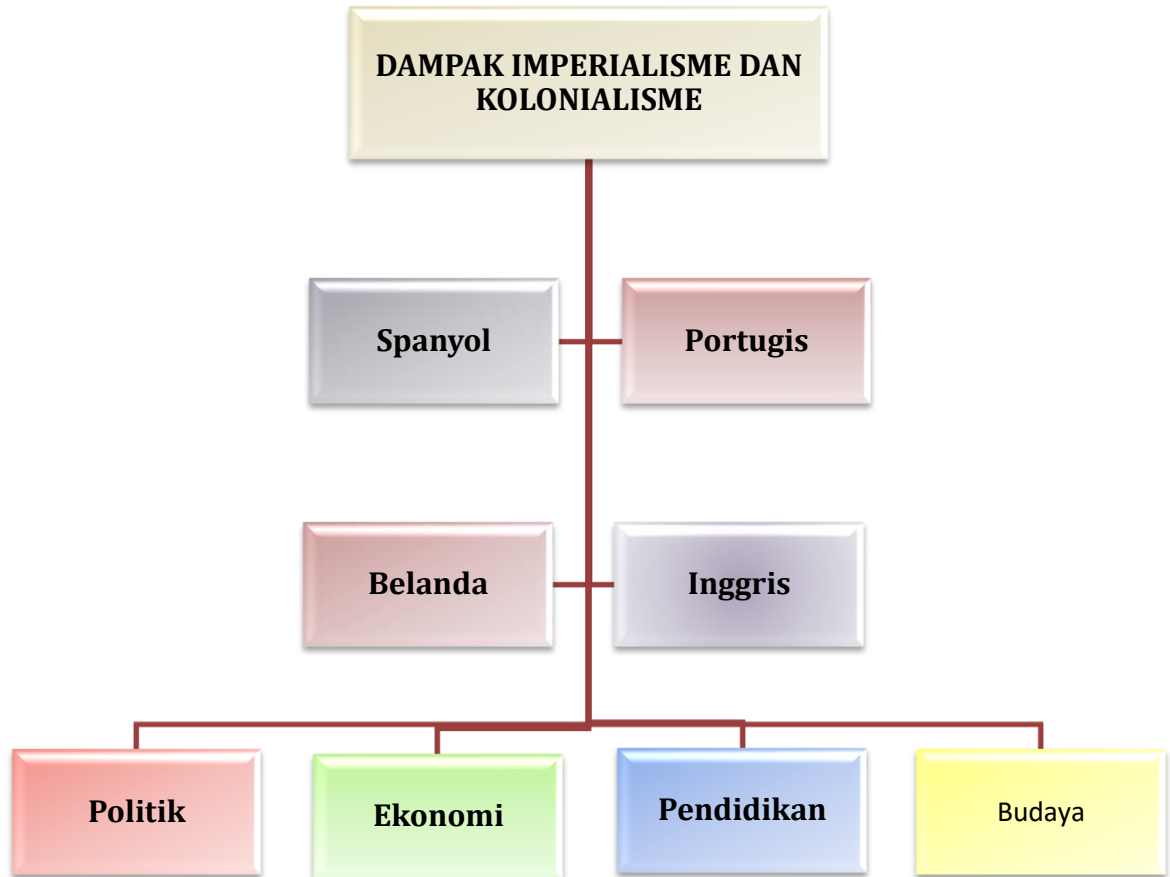 DAMPAK IMPERIALISME DAN
KOLONIALISME
Spanyol
Portugis
Belanda
Inggris
Politik
Ekonomi
Pendidikan
Budaya